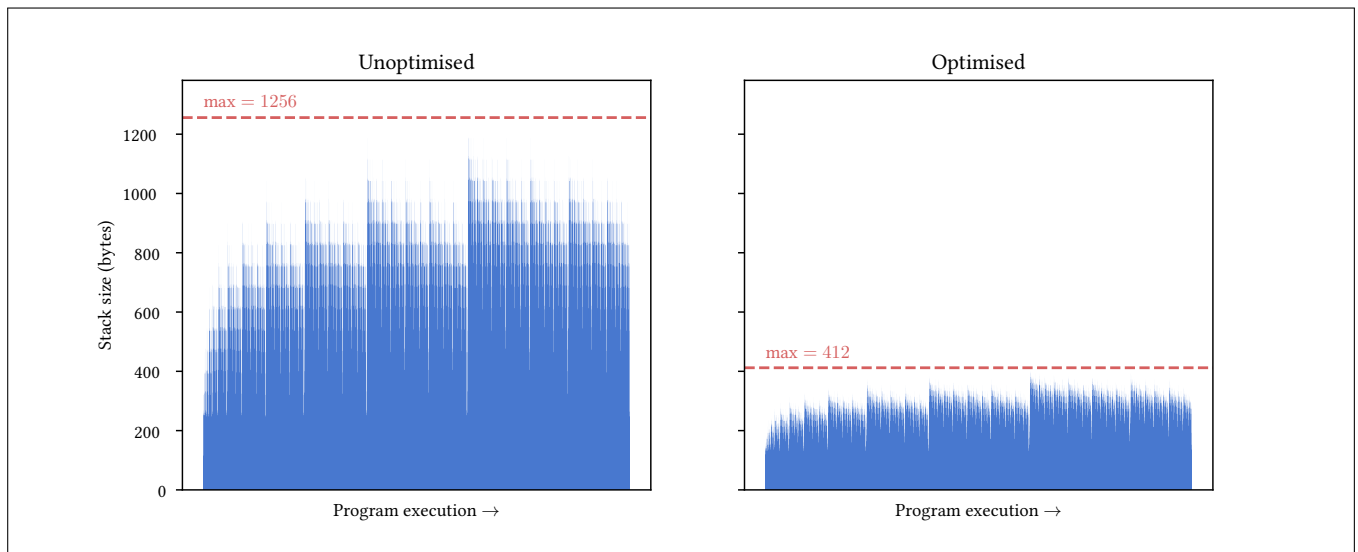 Unoptimised
max = 1256
1200
1000
800
600
400
200
0
Stack size (bytes)
Program execution →
Optimised
max = 412
Program execution →